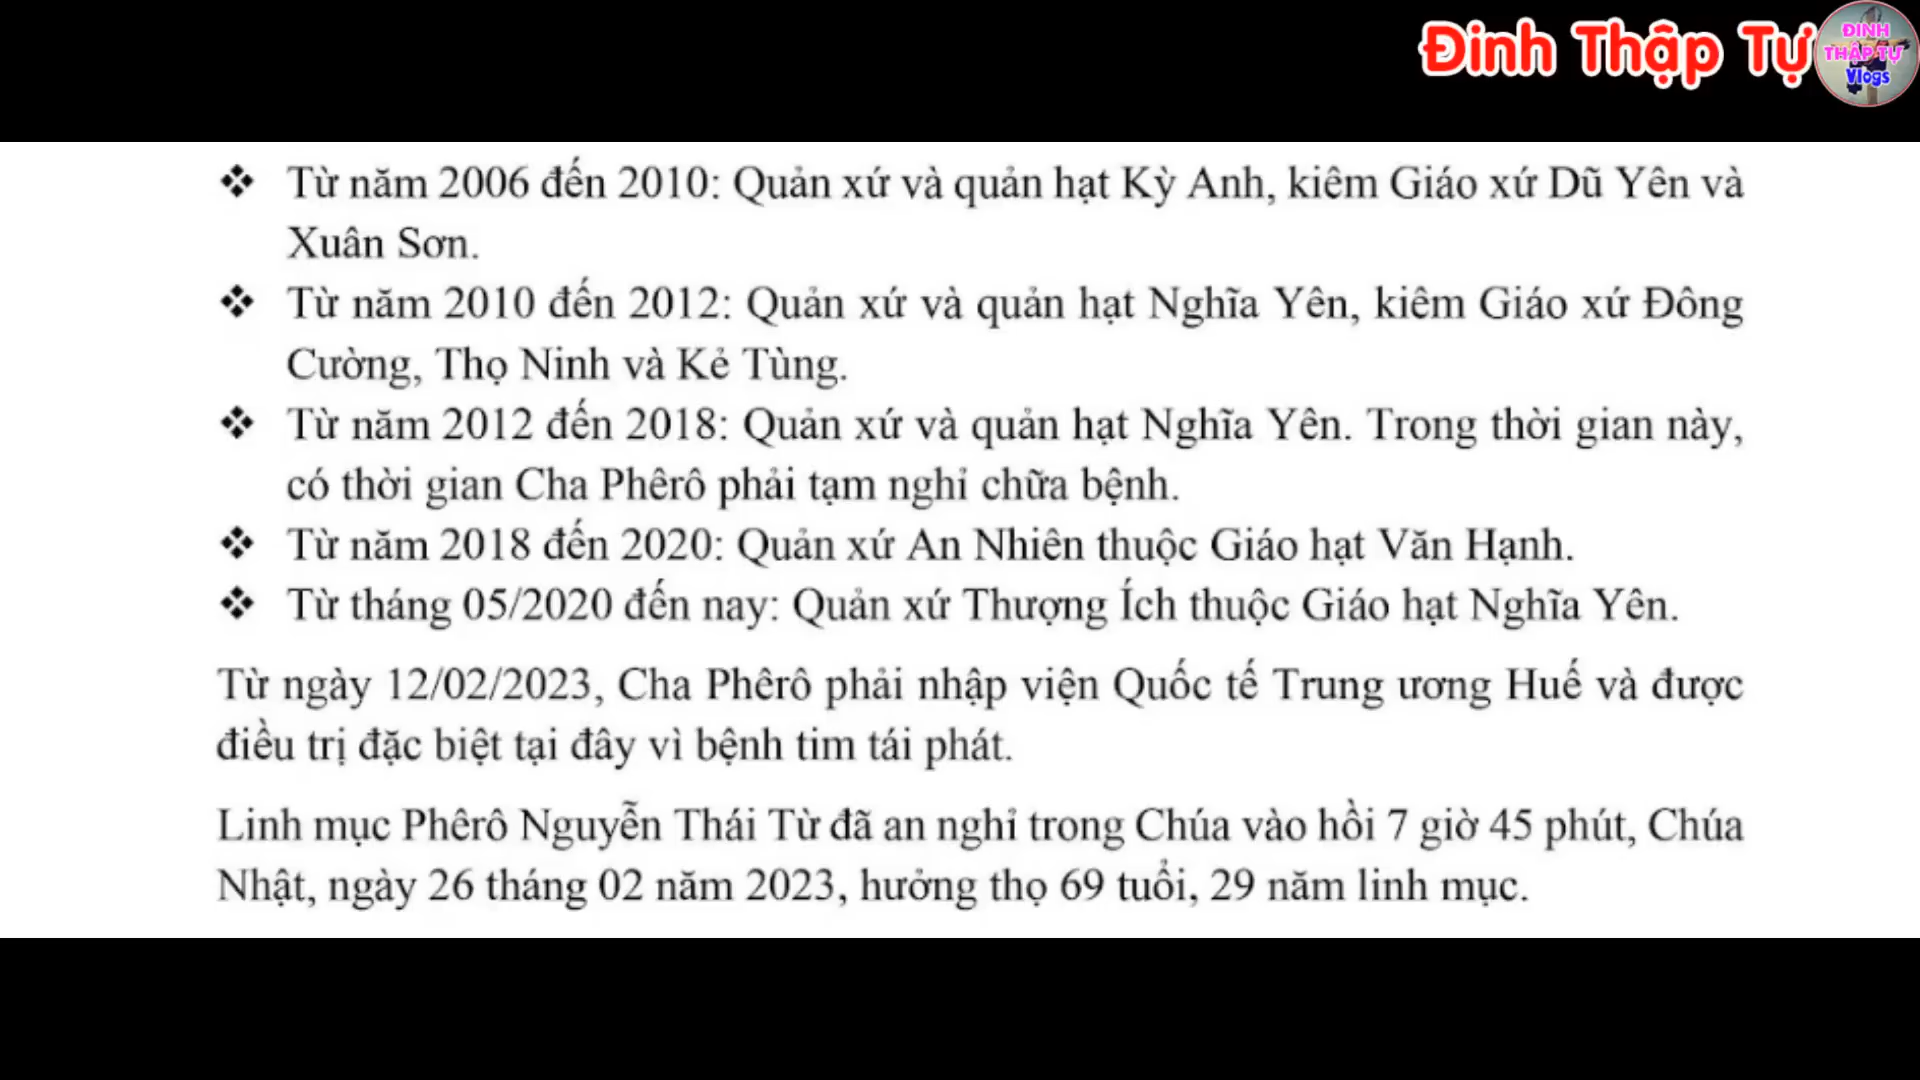 Đinh Thập Tự
ĐINH
THẬP TỰ
Vlogs
❖ Từ năm 2006 đến 2010: Quản xứ và quản hạt Kỳ Anh, kiêm Giáo xứ Dũ Yên và
Xuân Sơn.
❖ Từ năm 2010 đến 2012: Quản xứ và quản hạt Nghĩa Yên, kiêm Giáo xứ Đông
Cường, Thọ Ninh và Kẻ Tùng.
❖ Từ năm 2012 đến 2018: Quản xứ và quản hạt Nghĩa Yên. Trong thời gian này,
có thời gian Cha Phêrô phải tạm nghỉ chữa bệnh.
❖ Từ năm 2018 đến 2020: Quản xứ An Nhiên thuộc Giáo hạt Văn Hạnh.
❖ Từ tháng 05/2020 đến nay: Quản xứ Thượng Ích thuộc Giáo hạt Nghĩa Yên.
Từ ngày 12/02/2023, Cha Phêrô phải nhập viện Quốc tế Trung ương Huế và được
điều trị đặc biệt tại đây vì bệnh tim tái phát.
Linh mục Phêrô Nguyễn Thái Từ đã an nghỉ trong Chúa vào hồi 7 giờ 45 phút, Chúa
Nhật, ngày 26 tháng 02 năm 2023, hưởng thọ 69 tuổi, 29 năm linh mục.